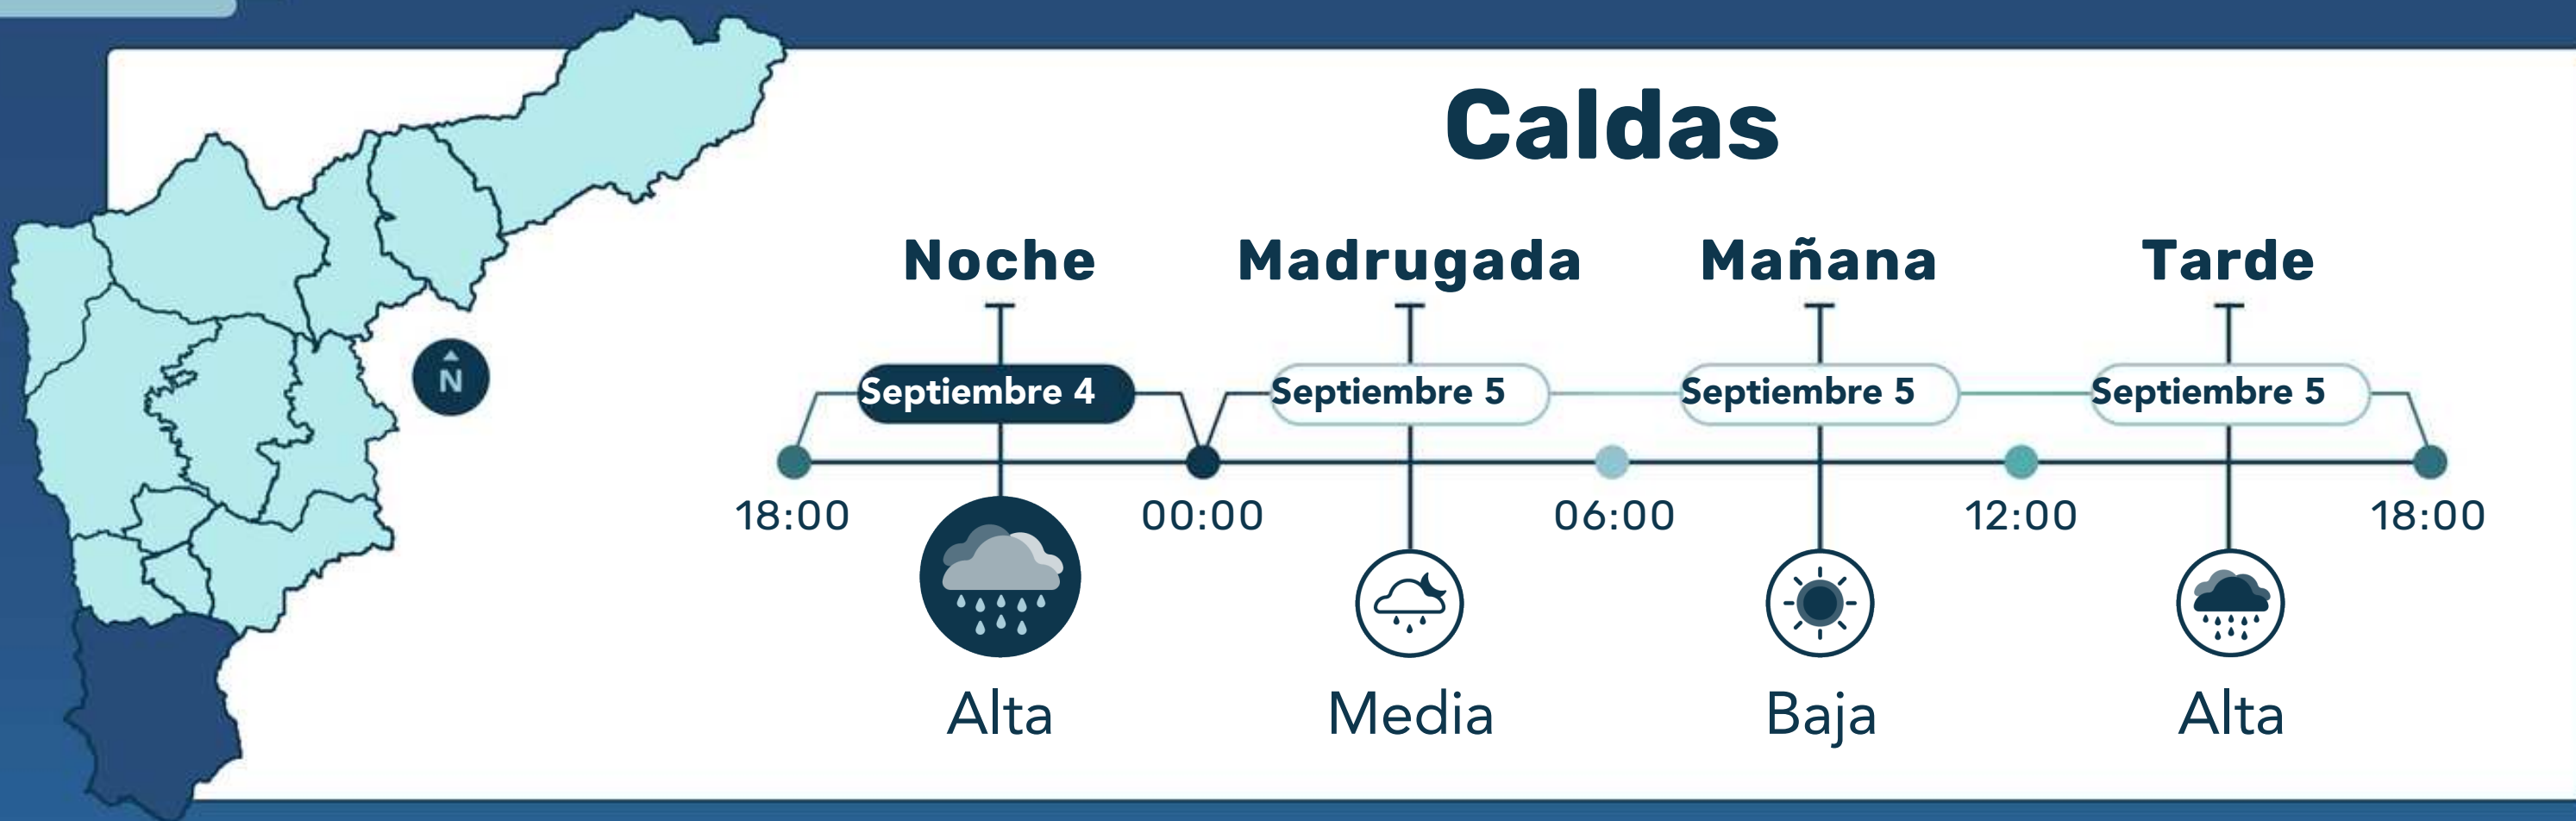 Caldas
Noche Madrugada Mañana Tarde
Septiembre 4 Septiembre 5 Septiembre 5 Septiembre 5
N
18:00 00:00 06:00 12:00 18:00
Alta Media Baja Alta